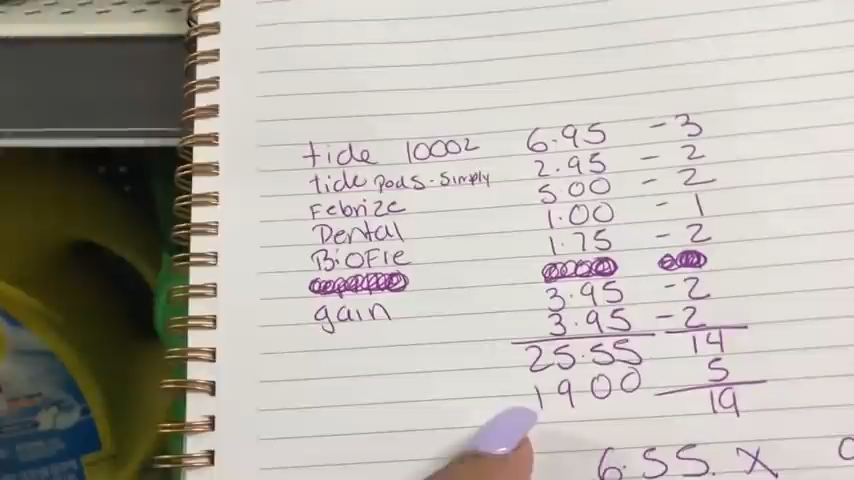 tide 100oz 6.95 - 3
tide pods - simply 2.95 - 2
Febrize 5.00 - 2
Dental 1.00 - 1
BiOFle 1.75 - 2
3.95 - 2
gain 3.95 - 2
25.55 14
1900 5
19
6.55. X